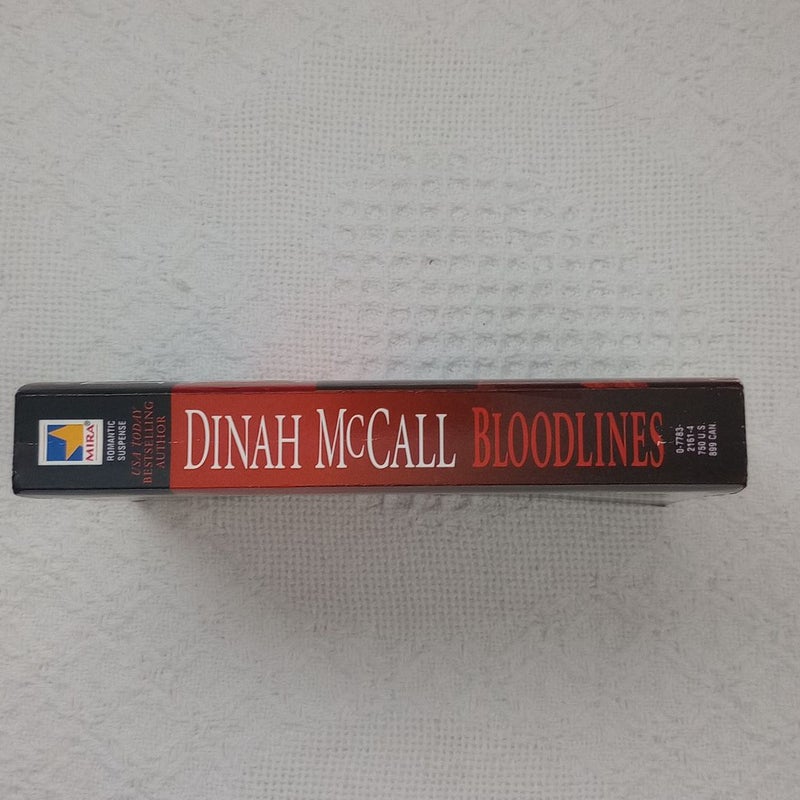 MIRA®
ROMANTIC
SUSPENSE
USA TODAY
BESTSELLING
AUTHOR
DINAH MCCALL BLOODLINES
0-7783-
2161-4
750 U.S.
899 CAN.